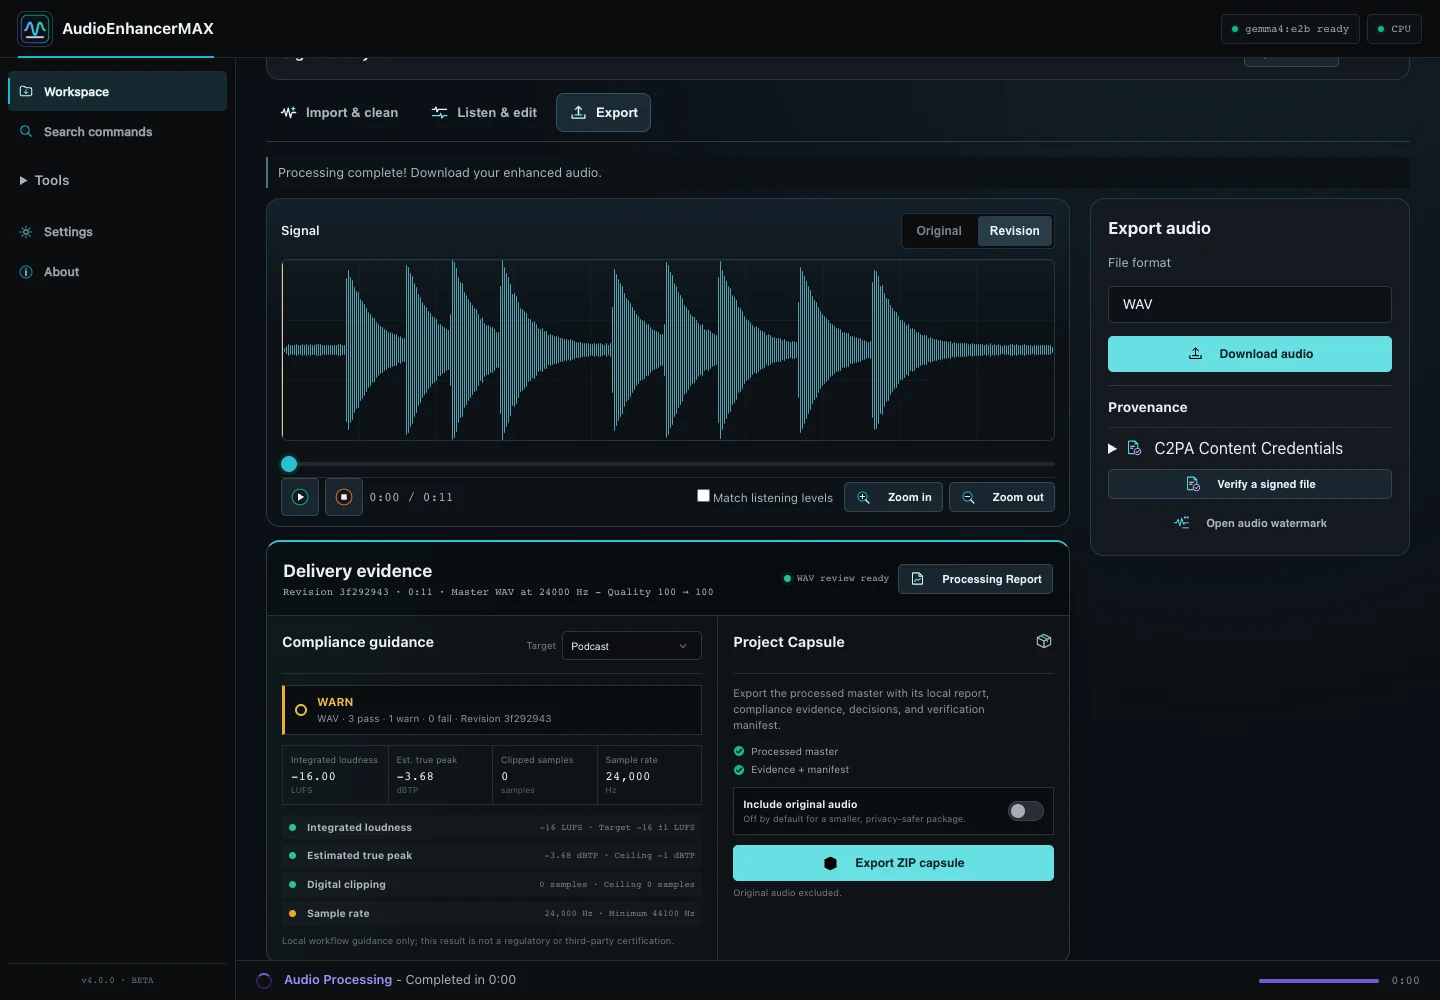 AudioEnhancerMAX
gemma4:e2b ready
CPU
Workspace
Search commands
Tools
Settings
About
Import & clean
Listen & edit
Export
Processing complete! Download your enhanced audio.
Signal
Original
Revision
0:00 / 0:11
Match listening levels
Zoom in
Zoom out
Export audio
File format
WAV
Download audio
Provenance
C2PA Content Credentials
Verify a signed file
Open audio watermark
Delivery evidence
Revision 3f292943 · 0:11 · Master WAV at 24000 Hz – Quality 100 → 100
WAV review ready
Processing Report
Compliance guidance
Target
Podcast
WARN
WAV · 3 pass · 1 warn · 0 fail · Revision 3f292943
Integrated loudness
−16.00
LUFS
Est. true peak
−3.68
dBTP
Clipped samples
0
samples
Sample rate
24,000
Hz
Integrated loudness
−16 LUFS · Target −16 ±1 LUFS
Estimated true peak
−3.68 dBTP · Ceiling −1 dBTP
Digital clipping
0 samples · Ceiling 0 samples
Sample rate
24,000 Hz · Minimum 44100 Hz
Local workflow guidance only; this result is not a regulatory or third-party certification.
Project Capsule
Export the processed master with its local report,
compliance evidence, decisions, and verification
manifest.
Processed master
Evidence + manifest
Include original audio
Off by default for a smaller, privacy-safer package.
Export ZIP capsule
Original audio excluded.
v4.0.0 · BETA
Audio Processing - Completed in 0:00
0:00